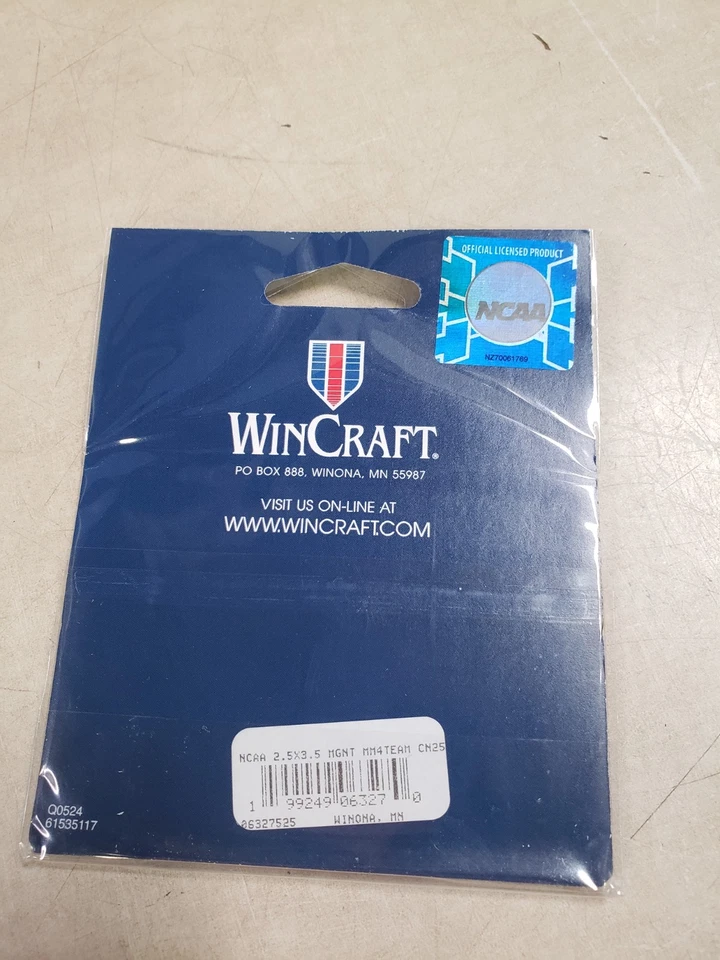 OFFICIAL LICENSED PRODUCT
NCAA
NZ70061769
WINCRAFT®
PO BOX 888, WINONA, MN 55987
VISIT US ON-LINE AT
WWW.WINCRAFT.COM
NCAA 2.5X3.5 MGNT MM4TEAM CN25
1 99249 06327 0
06327525 WINONA, MN
Q0524
61535117